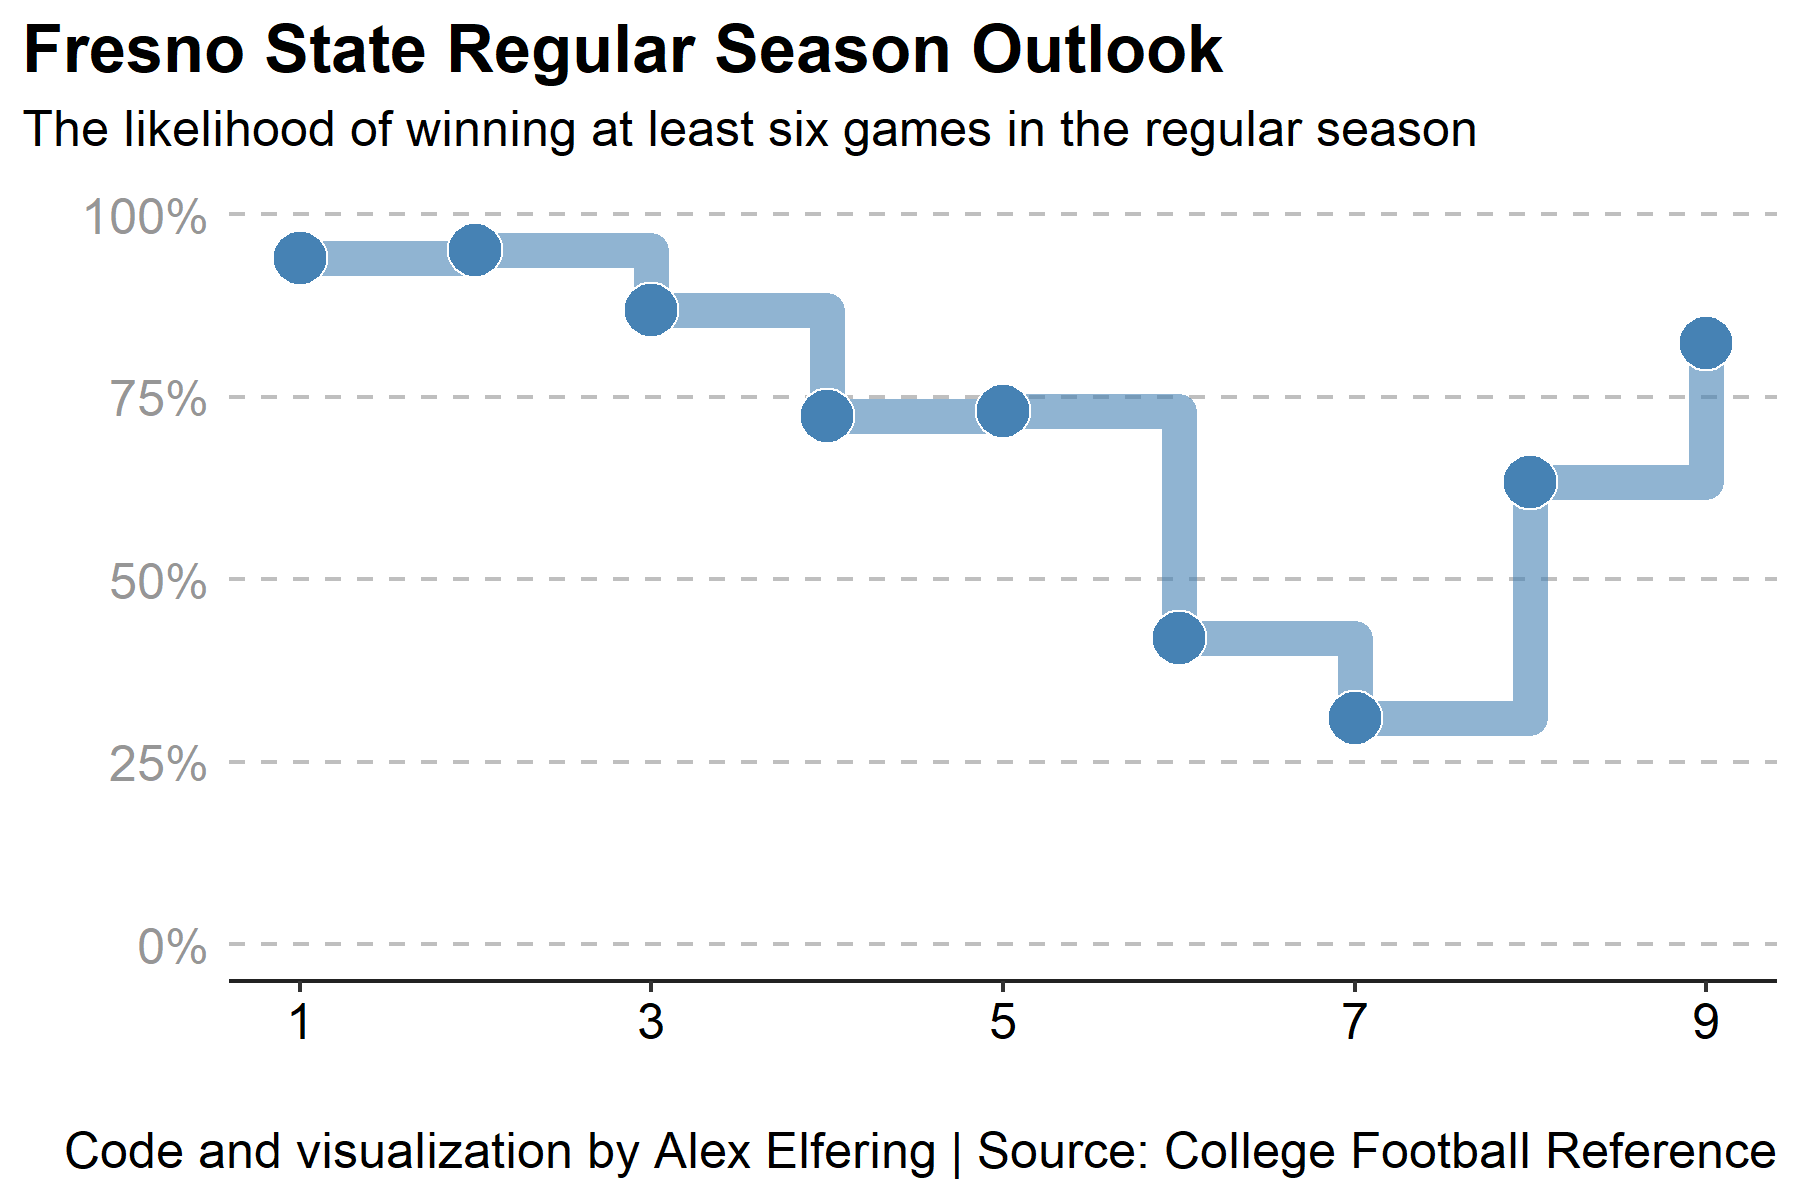 Fresno State Regular Season Outlook
The likelihood of winning at least six games in the regular season
100%
75%
50%
25%
0%
1 3 5 7 9
Code and visualization by Alex Elfering | Source: College Football Reference